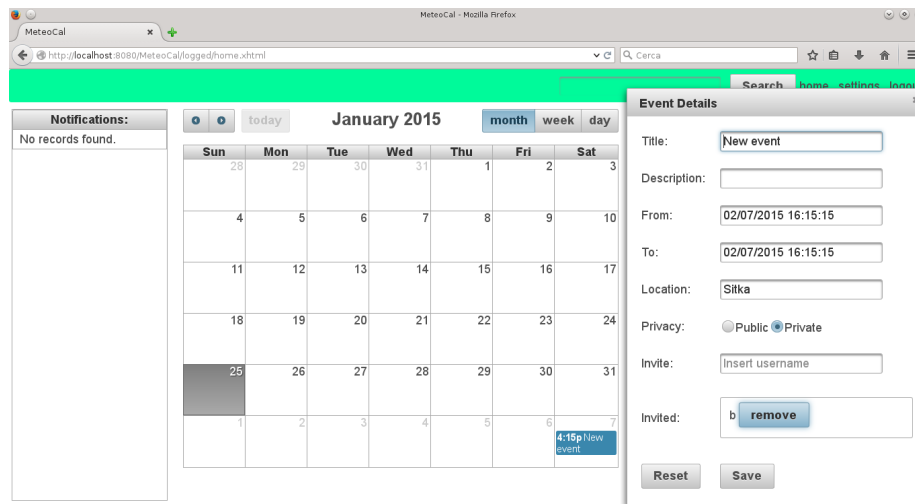 MeteoCal - Mozilla Firefox
MeteoCal
http://localhost:8080/MeteoCal/logged/home.xhtml
Cerca
Search home settings logou
Notifications:
No records found.
today
January 2015
month week day
Sun Mon Tue Wed Thu Fri Sat
28 29 30 31 1 2 3
4 5 6 7 8 9 10
11 12 13 14 15 16 17
18 19 20 21 22 23 24
25 26 27 28 29 30 31
1 2 3 4 5 6 7
4:15p New
event
Event Details
Title: New event
Description:
From: 02/07/2015 16:15:15
To: 02/07/2015 16:15:15
Location: Sitka
Privacy: Public Private
Invite: Insert username
Invited: b remove
Reset Save